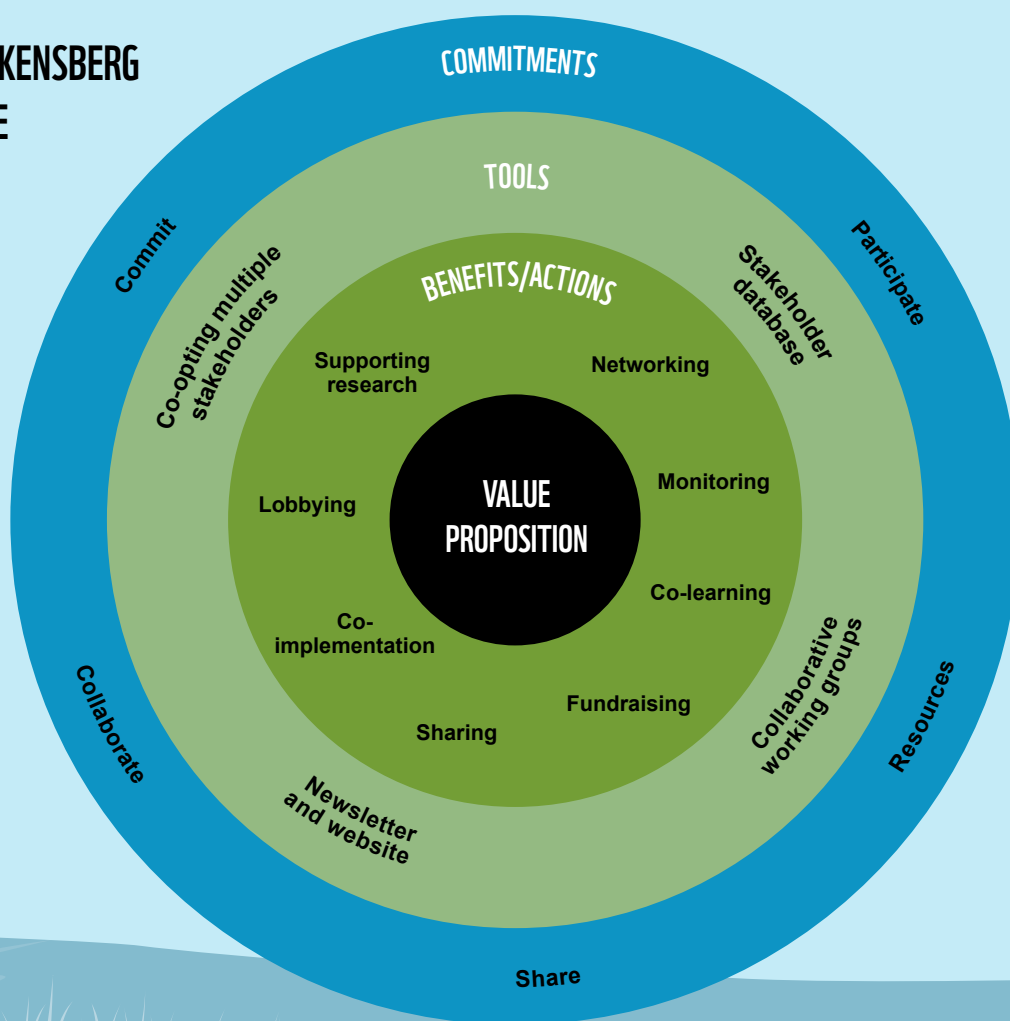 KENSBERG
E
COMMITMENTS
TOOLS
BENEFITS/ACTIONS
VALUE
PROPOSITION
Commit
Participate
Resources
Share
Collaborate
Co-opting multiple
stakeholders
Stakeholder
database
Collaborative
working groups
Newsletter
and website
Supporting
research
Networking
Monitoring
Co-learning
Fundraising
Sharing
Co-
implementation
Lobbying